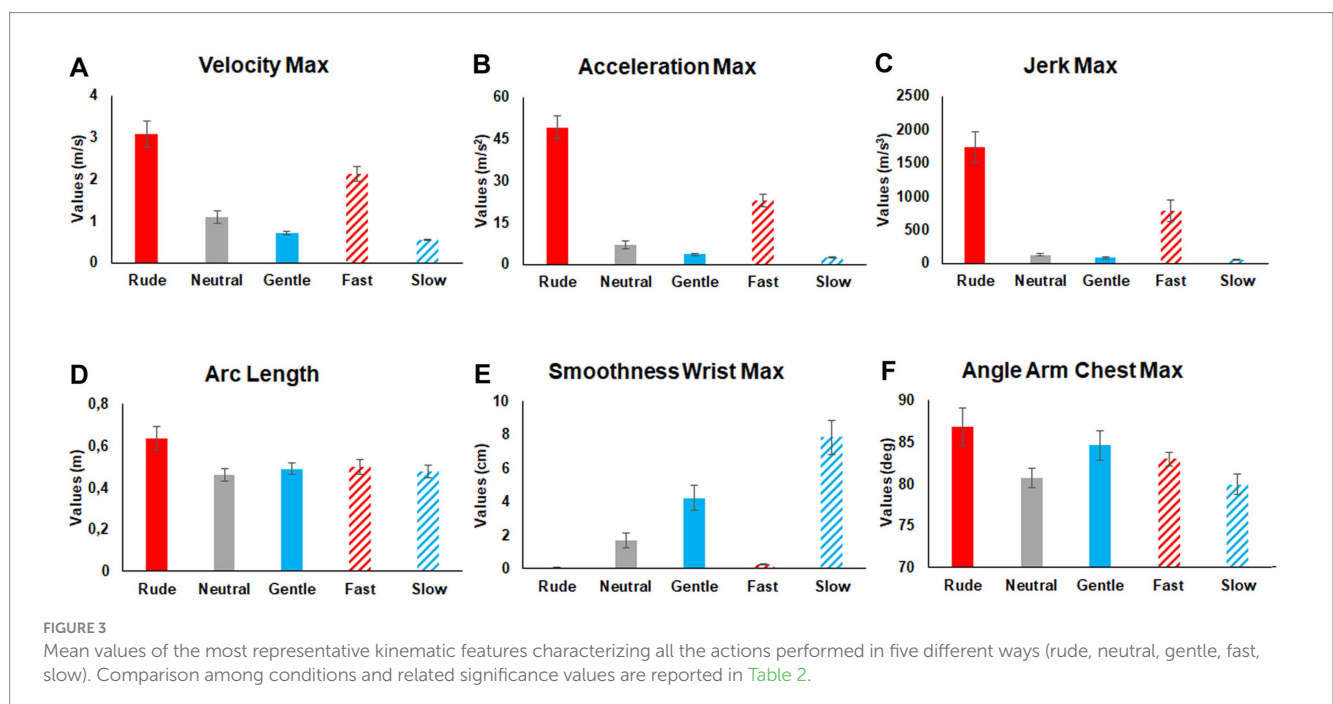 A Velocity Max
Values (m/s)
4
3
2
1
0
Rude Neutral Gentle Fast Slow
B Acceleration Max
Values (m/s²)
60
45
30
15
0
Rude Neutral Gentle Fast Slow
C Jerk Max
Values (m/s³)
2500
2000
1500
1000
500
0
Rude Neutral Gentle Fast Slow
D Arc Length
Values (m)
0,8
0,6
0,4
0,2
0
Rude Neutral Gentle Fast Slow
E Smoothness Wrist Max
Values (cm)
10
8
6
4
2
0
Rude Neutral Gentle Fast Slow
F Angle Arm Chest Max
Values (deg)
90
85
80
75
70
Rude Neutral Gentle Fast Slow
FIGURE 3
Mean values of the most representative kinematic features characterizing all the actions performed in five different ways (rude, neutral, gentle, fast,
slow). Comparison among conditions and related significance values are reported in Table 2.